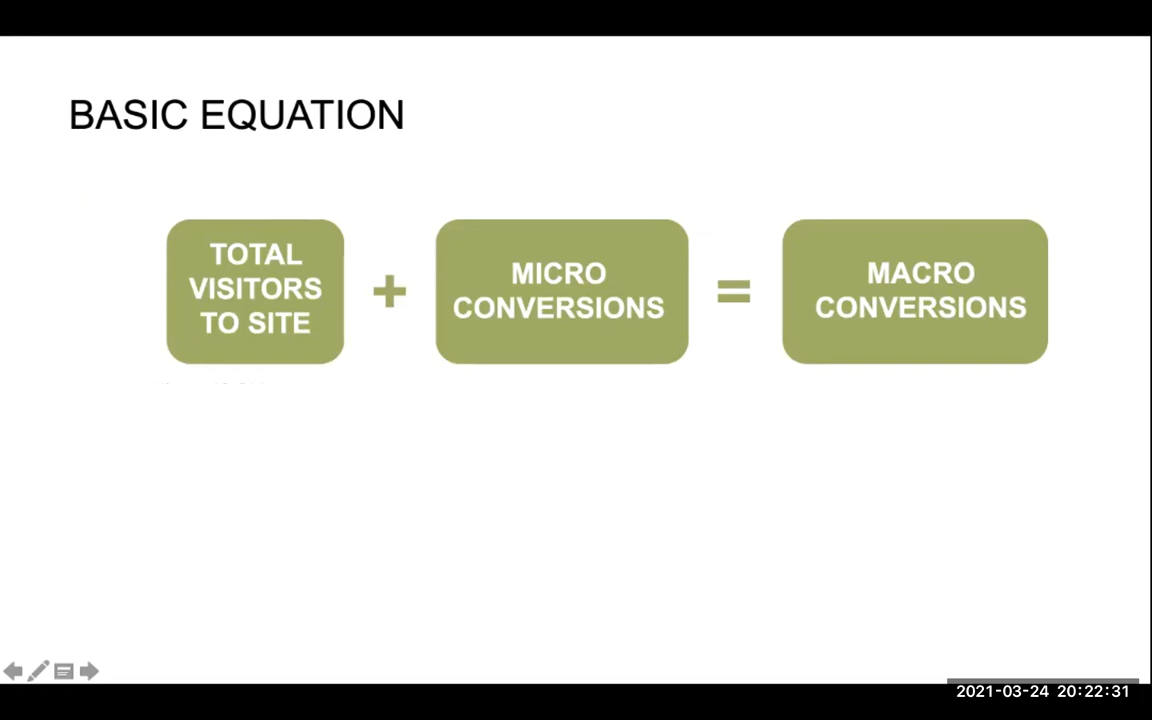 BASIC EQUATION
TOTAL
VISITORS
TO SITE
+
MICRO
CONVERSIONS
=
MACRO
CONVERSIONS
2021-03-24 20:22:31